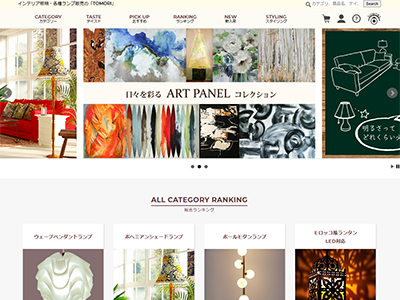 インテリア照明・各種ランプ販売の「TOMORI」
カテゴリ、商品名、テイ
Search
CATEGORY
カテゴリー
TASTE
テイスト
PICK UP
おすすめ
RANKING
ランキング
NEW
新入荷
STYLING
スタイリング
日々を彩る ART PANEL コレクション
明るさって
どれくらい必
ALL CATEGORY RANKING
総合ランキング
ウェーブペンダントランプ
ボヘミアンシェードランプ
ボールモダンランプ
モロッコ風ランタン
LED対応